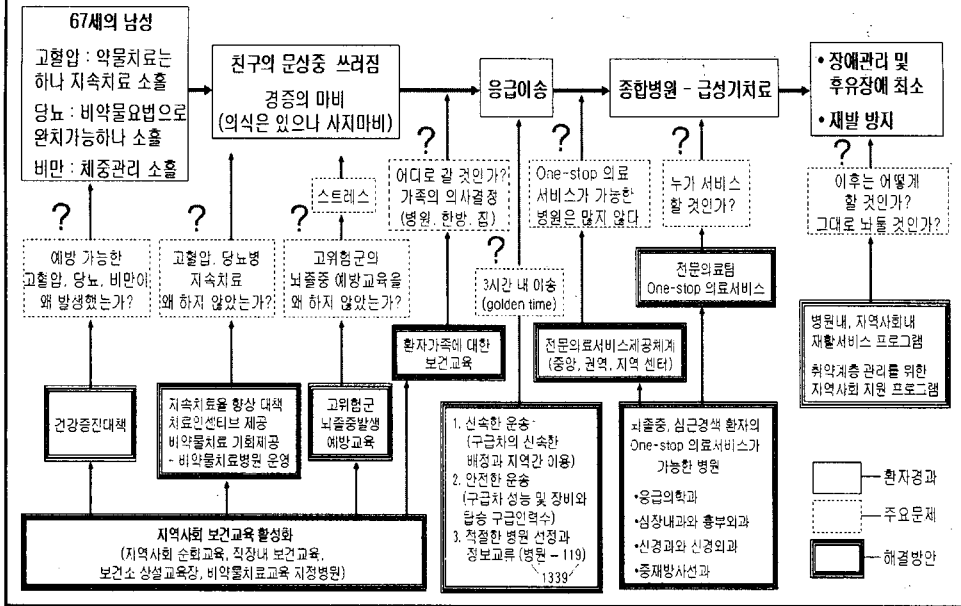 67세의 남성
고혈압 : 약물치료는
하나 지속치료 소홀
당뇨 : 비약물요법으로
완치가능하나 소홀
비만 : 체중관리 소홀
친구의 문상중 쓰러짐
경증의 마비
(의식은 있으나 사지마비)
응급이송
종합병원 - 급성기치료
• 장애관리 및
후유장애 최소
• 재발 방지
?
?
?
?
?
?
?
?
예방 가능한
고혈압, 당뇨, 비만이
왜 발생했는가?
고혈압, 당뇨병
지속치료
왜 하지 않았는가?
스트레스
고위험군의
뇌졸중 예방교육을
왜 하지 않았는가?
어디로 갈 것인가?
가족의 의사결정
(병원, 한방, 집)
3시간 내 이송
(golden time)
One-stop 의료
서비스가 가능한
병원은 많지 않다
누가 서비스
할 것인가?
이후는 어떻게
할 것인가?
그대로 놔둘 것인가?
건강증진대책
지속치료율 향상 대책
치료인센티브 제공
비약물치료 기회제공
- 비약물치료병원 운영
고위험군
뇌졸중발생
예방교육
환자가족에 대한
보건교육
전문의료서비스제공체계
(중앙, 권역, 지역 센터)
전문의료팀
One-stop 의료서비스
병원내, 지역사회내
재활서비스 프로그램
취약계층 관리를 위한
지역사회 지원 프로그램
1. 신속한 운송
(구급차의 신속한
배정과 지역간 이용)
2. 안전한 운송
(구급차 성능 및 장비와
탑승 구급인력수)
3. 적절한 병원 선정과
정보교류 (병원 - 119)
1339
뇌졸중, 심근경색 환자의
One-stop 의료서비스가
가능한 병원
•응급의학과
•심장내과와 흉부외과
•신경과와 신경외과
•중재방사선과
지역사회 보건교육 활성화
(지역사회 순화교육, 직장내 보건교육,
보건소 상설교육장, 비약물치료교육 지정병원)
환자경과
주요문제
해결방안